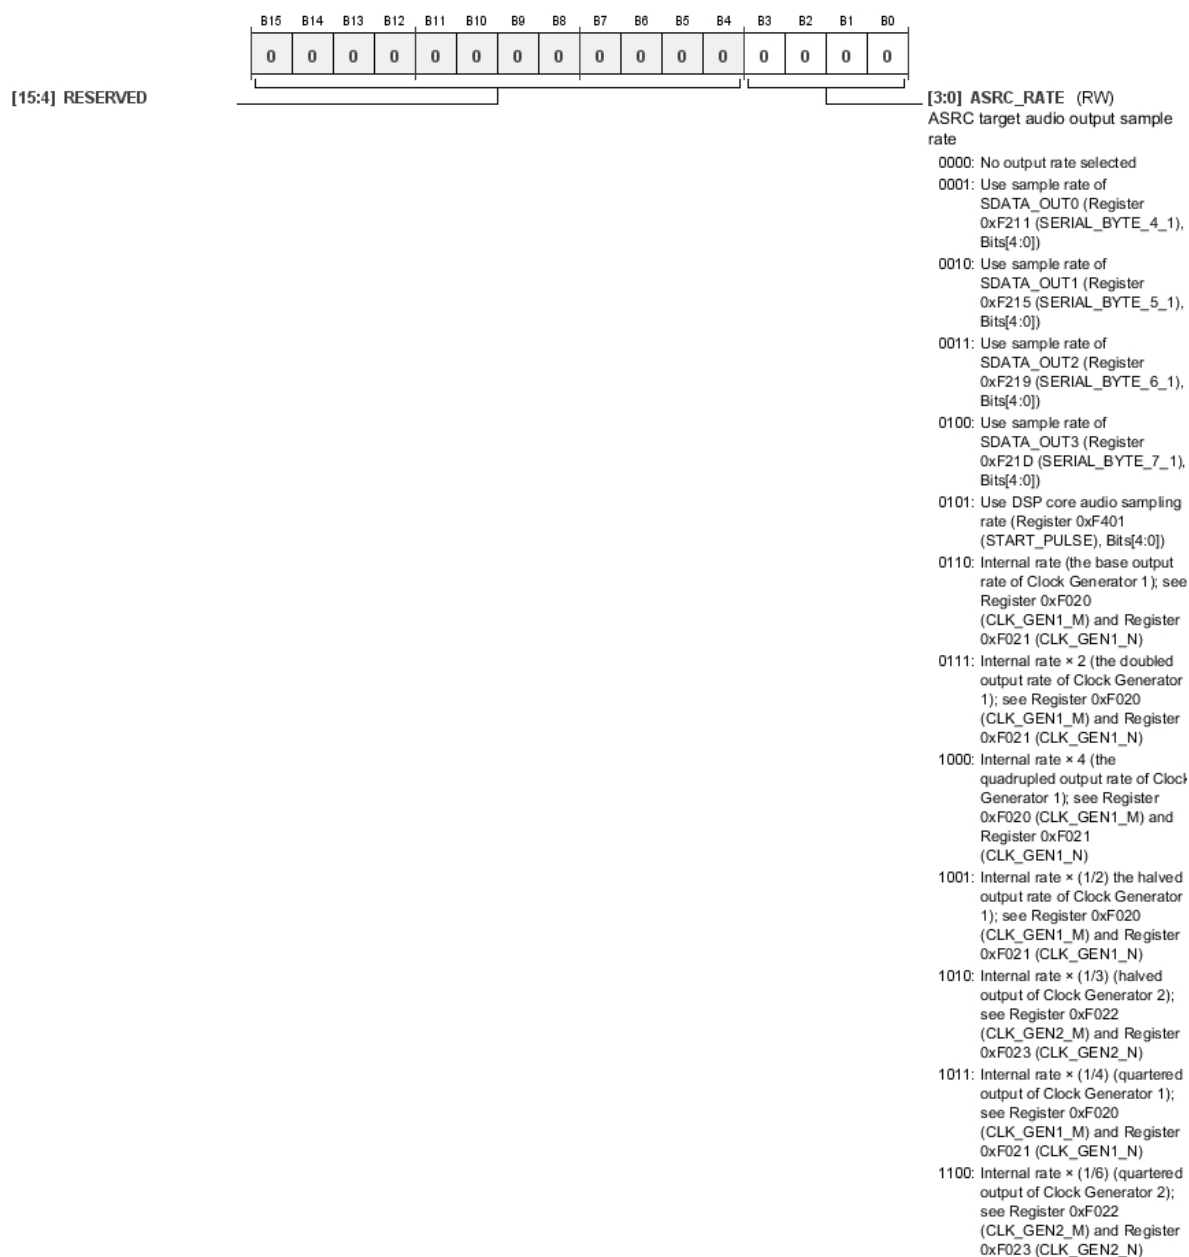 B15 B14 B13 B12 B11 B10 B9 B8 B7 B6 B5 B4 B3 B2 B1 B0
0 0 0 0 0 0 0 0 0 0 0 0 0 0 0 0
[15:4] RESERVED
[3:0] ASRC_RATE (RW)
ASRC target audio output sample
rate
0000: No output rate selected
0001: Use sample rate of
SDATA_OUT0 (Register
0xF211 (SERIAL_BYTE_4_1),
Bits[4:0])
0010: Use sample rate of
SDATA_OUT1 (Register
0xF215 (SERIAL_BYTE_5_1),
Bits[4:0])
0011: Use sample rate of
SDATA_OUT2 (Register
0xF219 (SERIAL_BYTE_6_1),
Bits[4:0])
0100: Use sample rate of
SDATA_OUT3 (Register
0xF21D (SERIAL_BYTE_7_1),
Bits[4:0])
0101: Use DSP core audio sampling
rate (Register 0xF401
(START_PULSE), Bits[4:0])
0110: Internal rate (the base output
rate of Clock Generator 1); see
Register 0xF020
(CLK_GEN1_M) and Register
0xF021 (CLK_GEN1_N)
0111: Internal rate × 2 (the doubled
output rate of Clock Generator
1); see Register 0xF020
(CLK_GEN1_M) and Register
0xF021 (CLK_GEN1_N)
1000: Internal rate × 4 (the
quadrupled output rate of Clock
Generator 1); see Register
0xF020 (CLK_GEN1_M) and
Register 0xF021
(CLK_GEN1_N)
1001: Internal rate × (1/2) the halved
output rate of Clock Generator
1); see Register 0xF020
(CLK_GEN1_M) and Register
0xF021 (CLK_GEN1_N)
1010: Internal rate × (1/3) (halved
output of Clock Generator 2);
see Register 0xF022
(CLK_GEN2_M) and Register
0xF023 (CLK_GEN2_N)
1011: Internal rate × (1/4) (quartered
output of Clock Generator 1);
see Register 0xF020
(CLK_GEN1_M) and Register
0xF021 (CLK_GEN1_N)
1100: Internal rate × (1/6) (quartered
output of Clock Generator 2);
see Register 0xF022
(CLK_GEN2_M) and Register
0xF023 (CLK_GEN2_N)